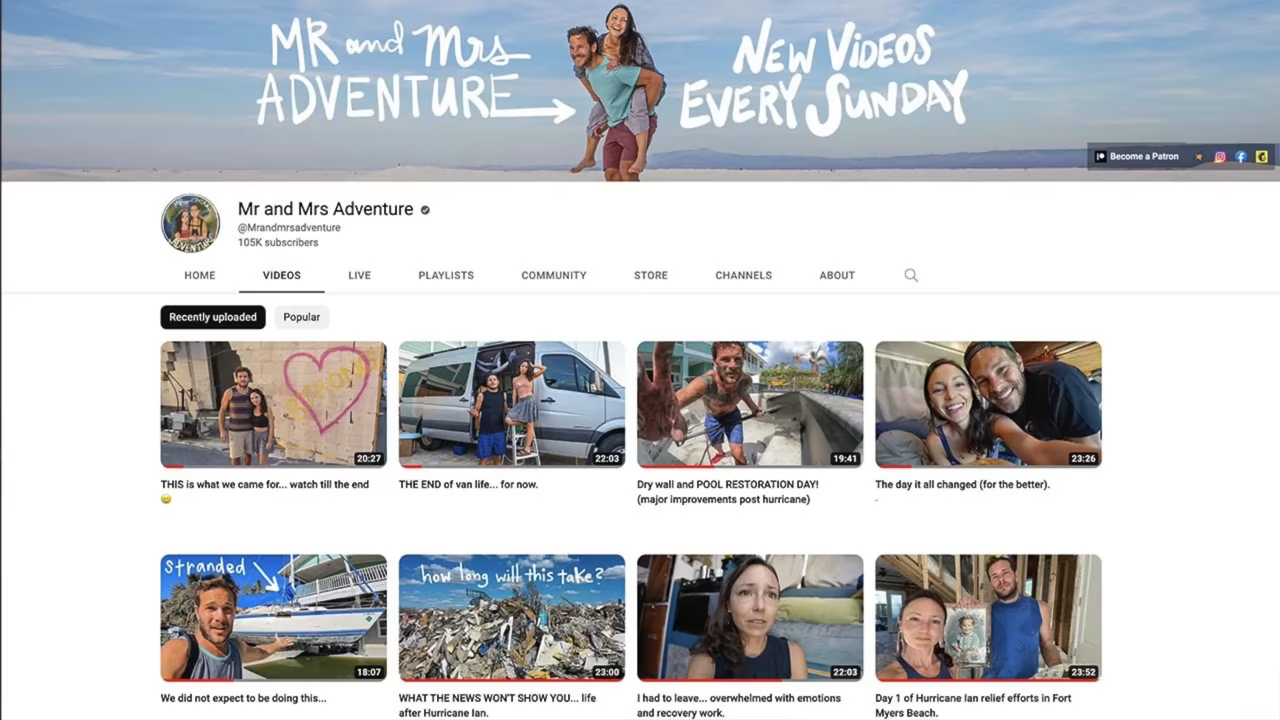 MR and Mrs
ADVENTURE
NEW VIDEOS
EVERY SUNDAY
Become a Patron
Mr and Mrs Adventure
@Mrandmrsadventure
105K subscribers
HOME VIDEOS LIVE PLAYLISTS COMMUNITY STORE CHANNELS ABOUT
Recently uploaded Popular
STRONG
20:27
22:03
19:41
23:26
THIS is what we came for... watch till the end
THE END of van life... for now.
Dry wall and POOL RESTORATION DAY!
(major improvements post hurricane)
The day it all changed (for the better).
Stranded
how long will this take?
18:07
23:00
22:03
23:52
We did not expect to be doing this...
WHAT THE NEWS WON'T SHOW YOU... life
after Hurricane Ian.
I had to leave... overwhelmed with emotions
and recovery work.
Day 1 of Hurricane Ian relief efforts in Fort
Myers Beach.